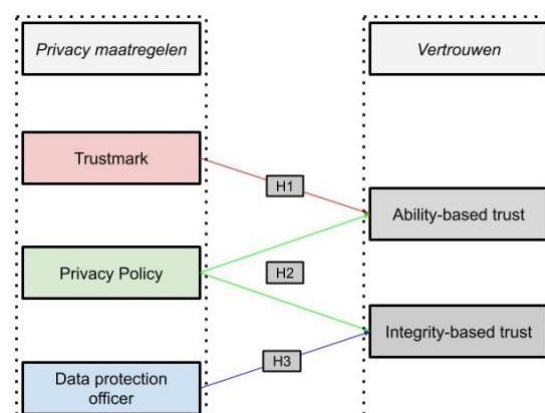 Privacy maatregelen
Vertrouwen
Trustmark
H1
Ability-based trust
Privacy Policy
H2
Integrity-based trust
H3
Data protection
officer